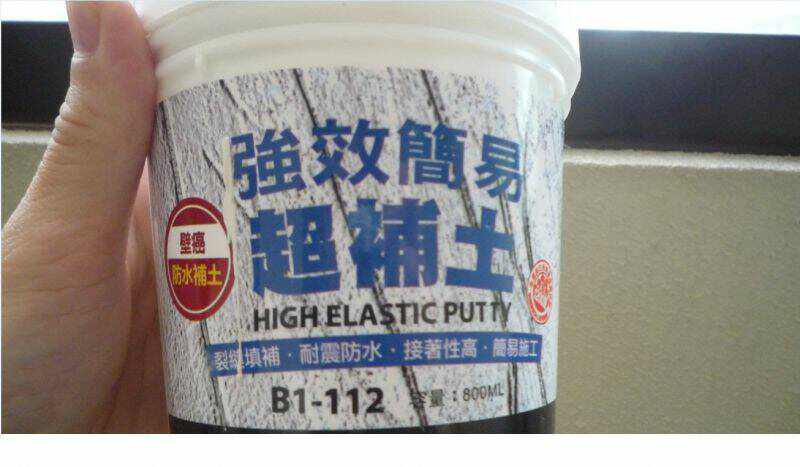 強效簡易
超補土
壁癌
防水補土
HIGH ELASTIC PUTTY
裂縫填補·耐震防水·接著性高·簡易施工
B1-112 容量：800ML